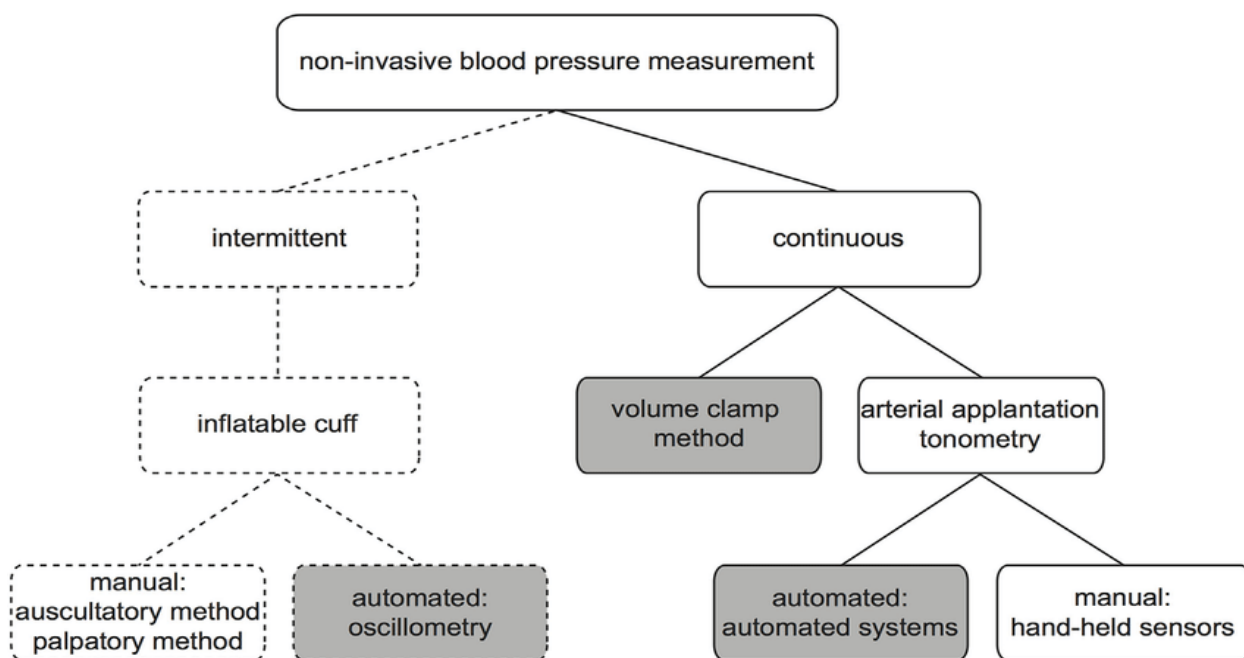 non-invasive blood pressure measurement
intermittent
continuous
inflatable cuff
volume clamp
method
arterial applantation
tonometry
manual:
auscultatory method
palpatory method
automated:
oscillometry
automated:
automated systems
manual:
hand-held sensors